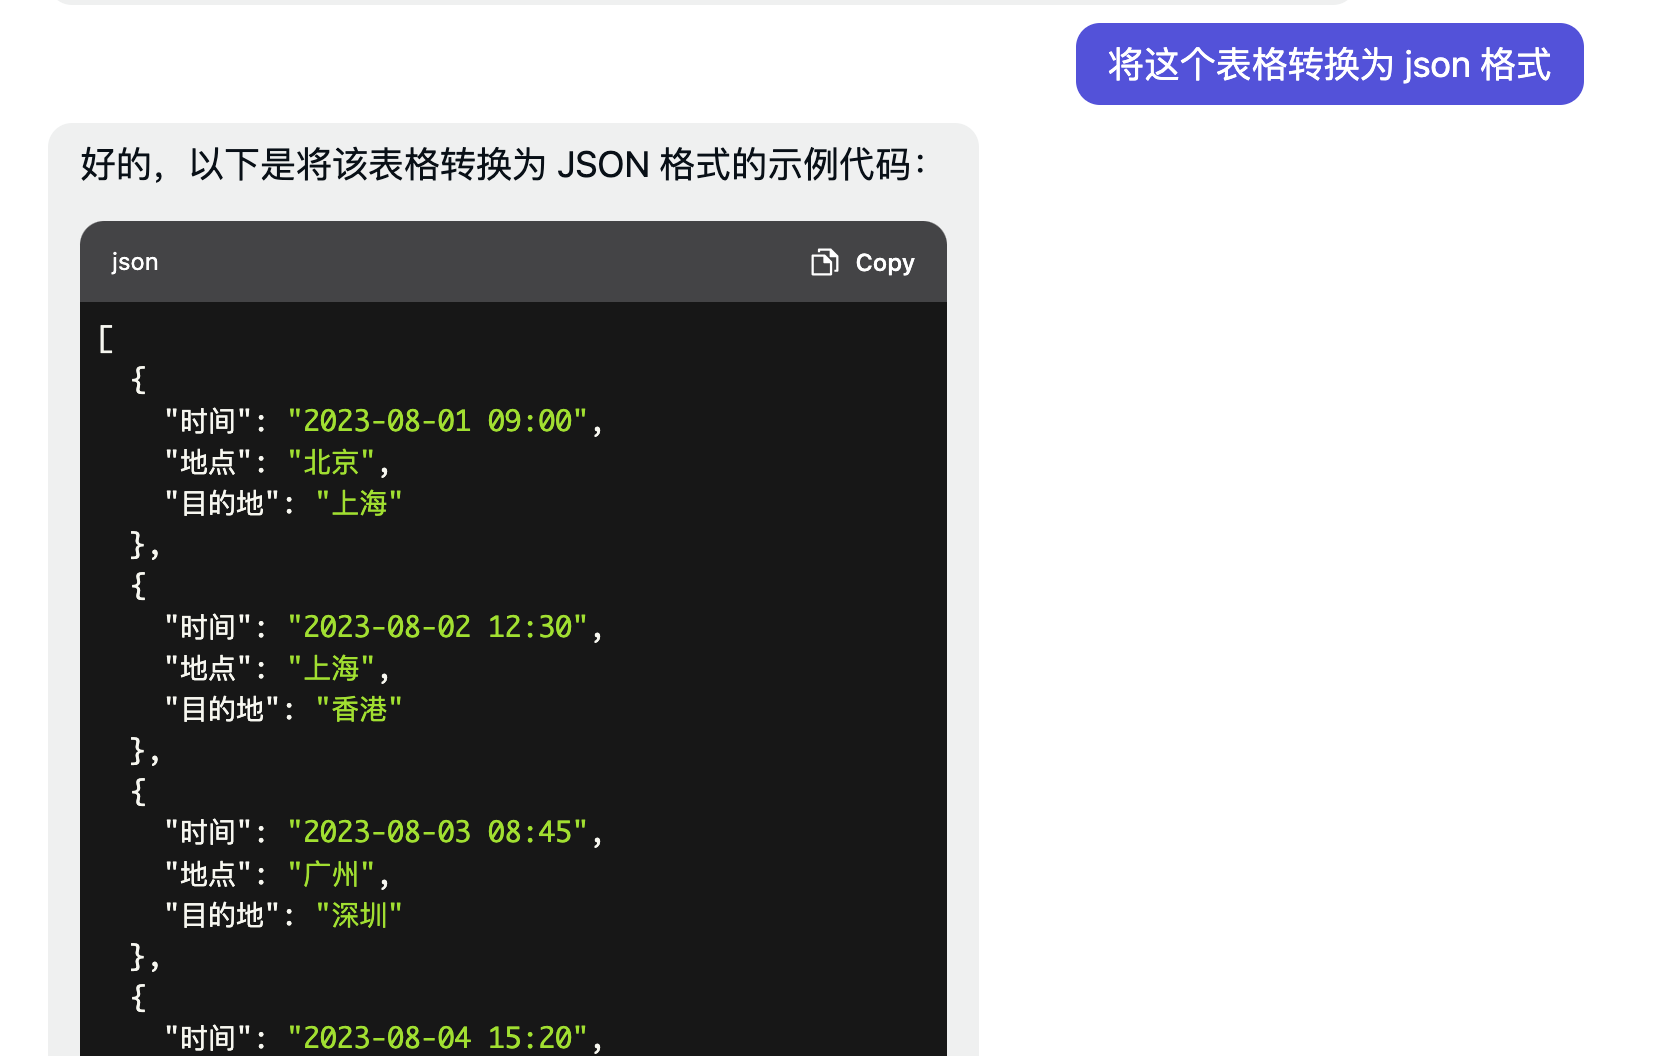 将这个表格转换为 json 格式
好的，以下是将该表格转换为 JSON 格式的示例代码：
json
Copy
[
  {
    "时间": "2023-08-01 09:00",
    "地点": "北京",
    "目的地": "上海"
  },
  {
    "时间": "2023-08-02 12:30",
    "地点": "上海",
    "目的地": "香港"
  },
  {
    "时间": "2023-08-03 08:45",
    "地点": "广州",
    "目的地": "深圳"
  },
  {
    "时间": "2023-08-04 15:20",